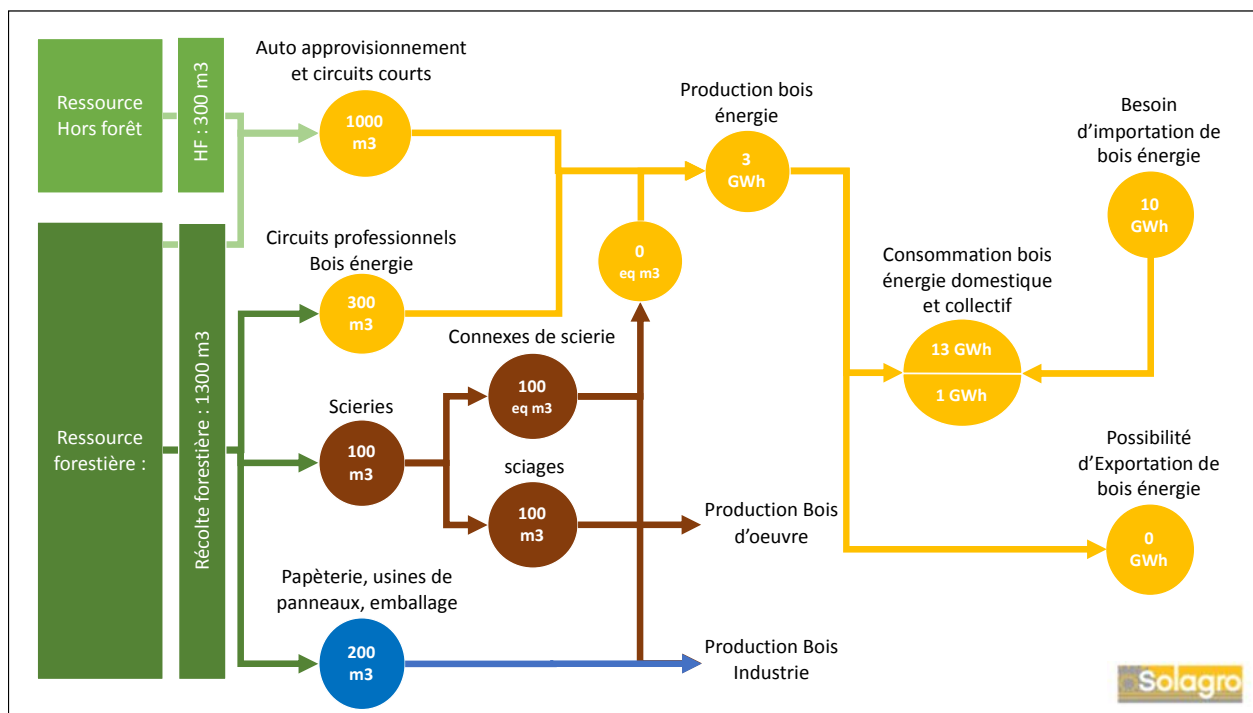 Auto approvisionnement
et circuits courts
Ressource
Hors forêt
HF : 300 m3
1000
m3
Production bois
énergie
3
GWh
Besoin
d'importation de
bois énergie
10
GWh
Circuits professionnels
Bois énergie
300
m3
0
eq m3
Consommation bois
énergie domestique
et collectif
13 GWh
1 GWh
Connexes de scierie
100
eq m3
Ressource
forestière :
Récolte forestière : 1300 m3
Scieries
100
m3
sciages
100
m3
Production Bois
d'oeuvre
Possibilité
d'Exportation de
bois énergie
0
GWh
Papèterie, usines de
panneaux, emballage
200
m3
Production Bois
Industrie
Solagro